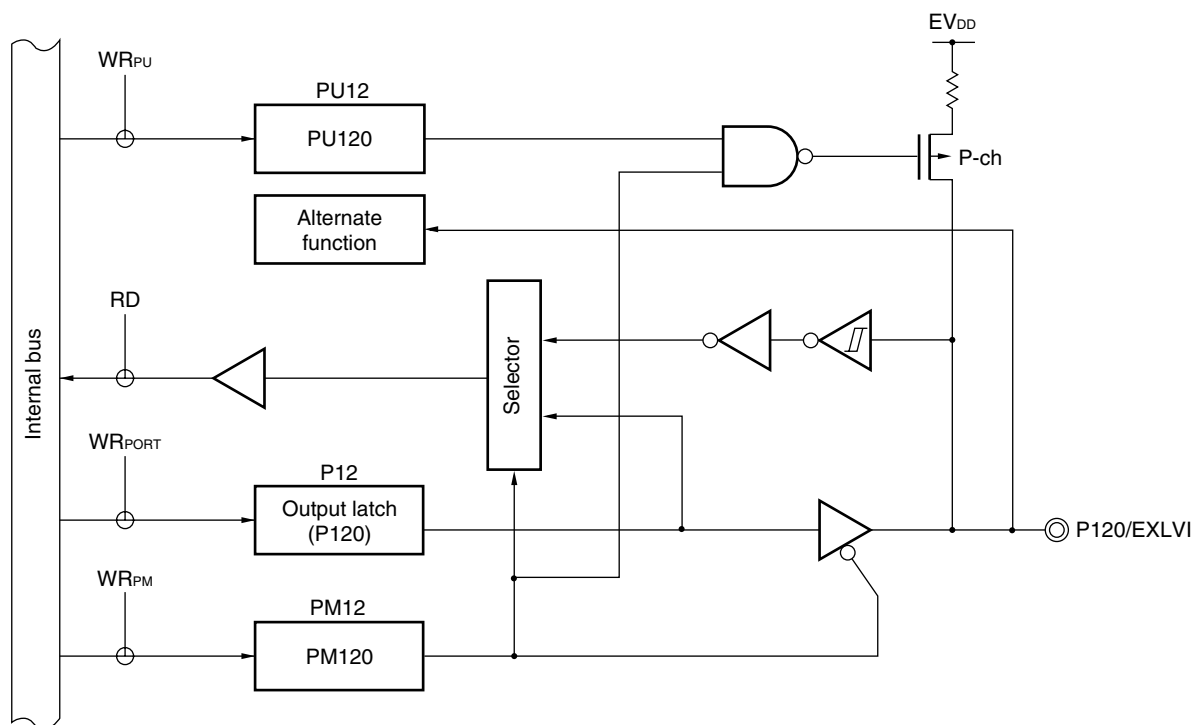 EVDD
WRPU
PU12
PU120
P-ch
Alternate
function
RD
Internal bus
Selector
WRPORT
P12
Output latch
(P120)
P120/EXLVI
WRPM
PM12
PM120